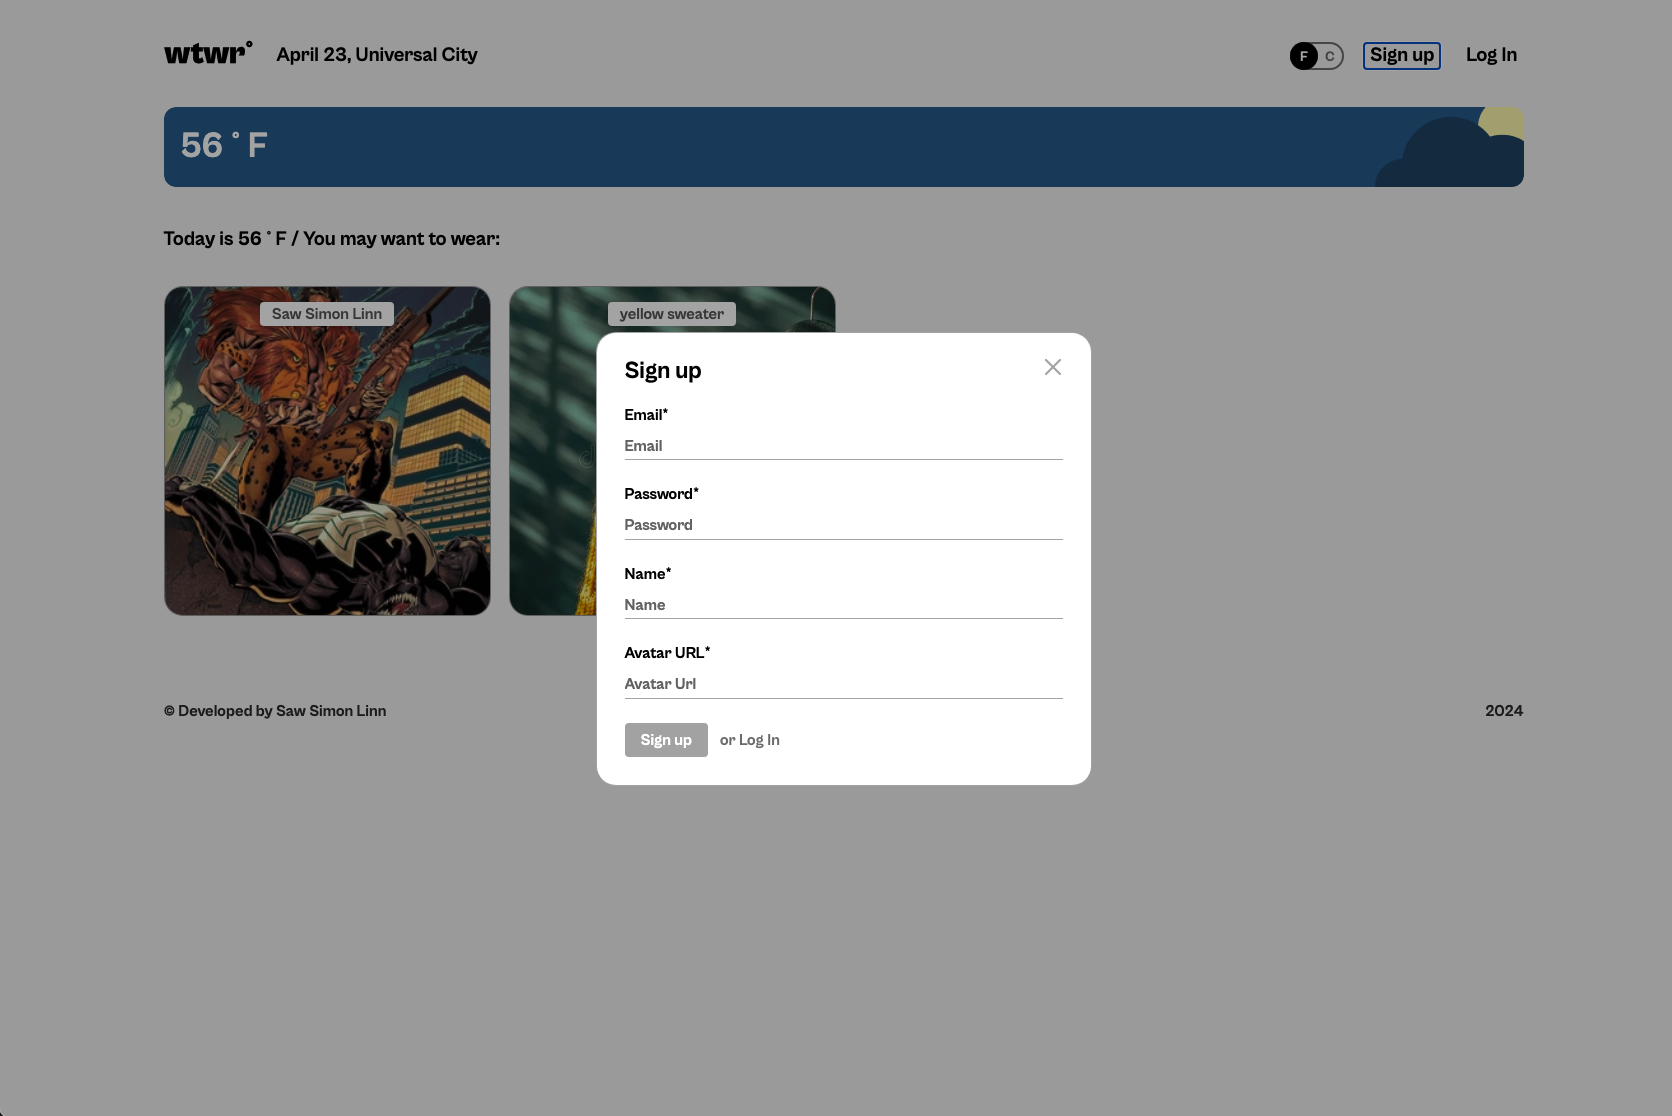 wtwr°
April 23, Universal City
F C
Sign up
Log In
56 ° F
Today is 56 ° F / You may want to wear:
Saw Simon Linn
yellow sweater
Sign up
Email*
Email
Password*
Password
Name*
Name
Avatar URL*
Avatar Url
Sign up or Log In
© Developed by Saw Simon Linn
2024